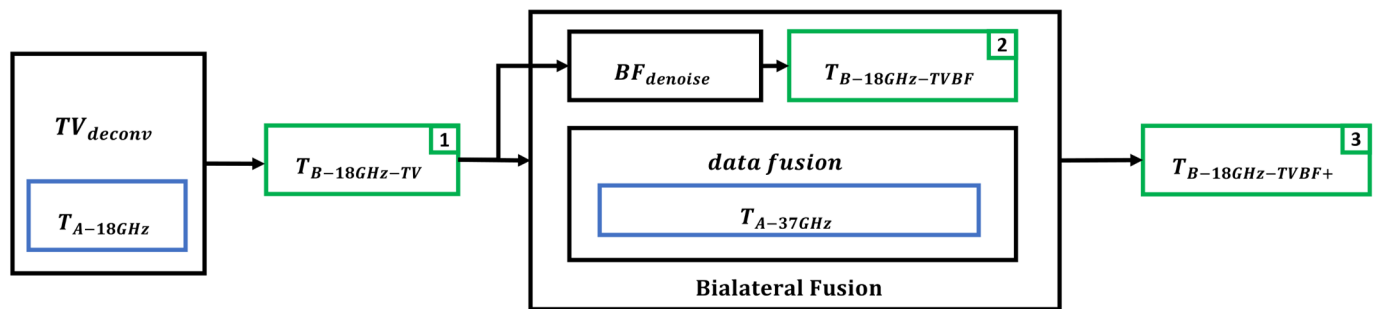 TV_deconv
T_A−18GHz
1
T_B−18GHz−TV
BF_denoise
2
T_B−18GHz−TVBF
data fusion
T_A−37GHz
Bialateral Fusion
3
T_B−18GHz−TVBF+